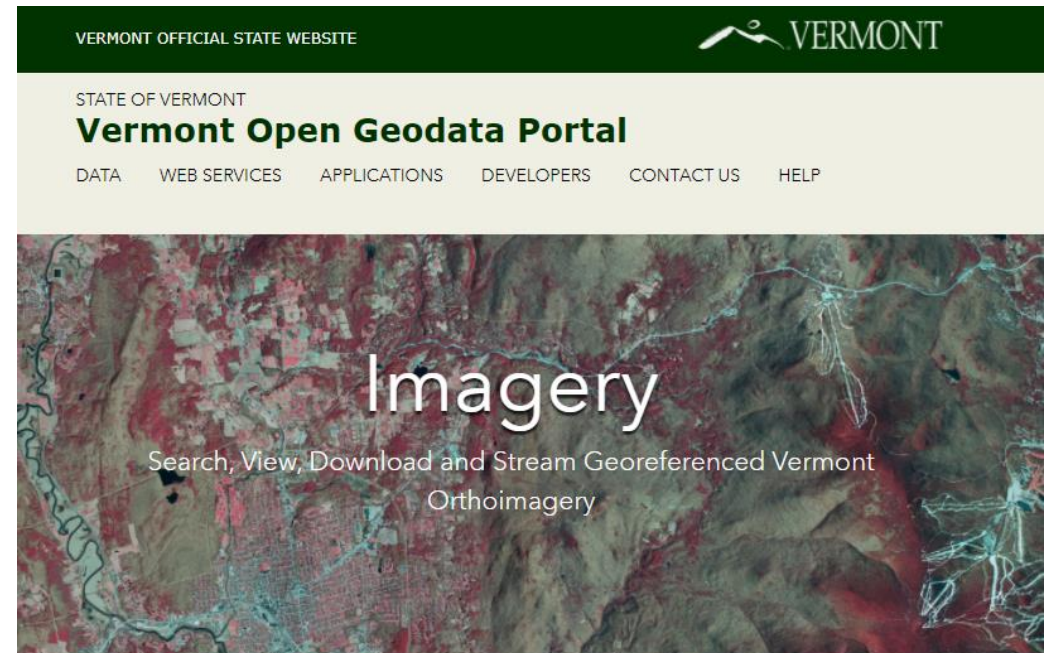 VERMONT OFFICIAL STATE WEBSITE
VERMONT
STATE OF VERMONT
Vermont Open Geodata Portal
DATA WEB SERVICES APPLICATIONS DEVELOPERS CONTACT US HELP
Imagery
Search, View, Download and Stream Georeferenced Vermont
Orthoimagery